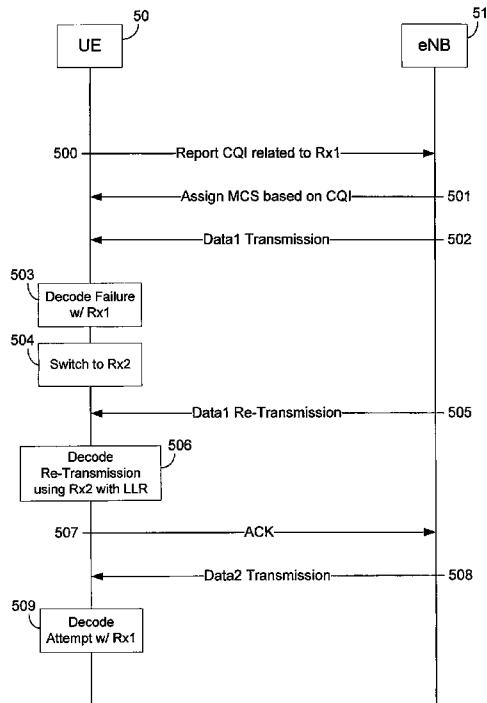 50
51
UE
eNB
500
Report CQI related to Rx1
Assign MCS based on CQI
501
Data1 Transmission
502
503
Decode Failure
w/ Rx1
504
Switch to Rx2
Data1 Re-Transmission
505
506
Decode
Re-Transmission
using Rx2 with LLR
507
ACK
Data2 Transmission
508
509
Decode
Attempt w/ Rx1